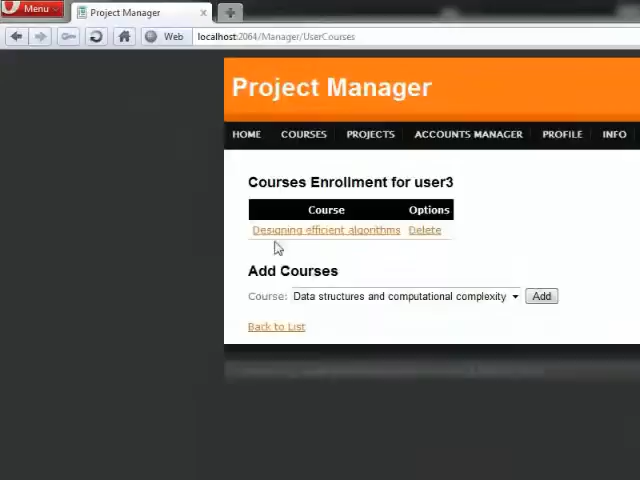 Menu
Project Manager
Web
localhost:2064/Manager/UserCourses
Project Manager
HOME COURSES PROJECTS ACCOUNTS MANAGER PROFILE INFO
Courses Enrollment for user3
Course Options
Designing efficient algorithms Delete
Add Courses
Course: Data structures and computational complexity Add
Back to List